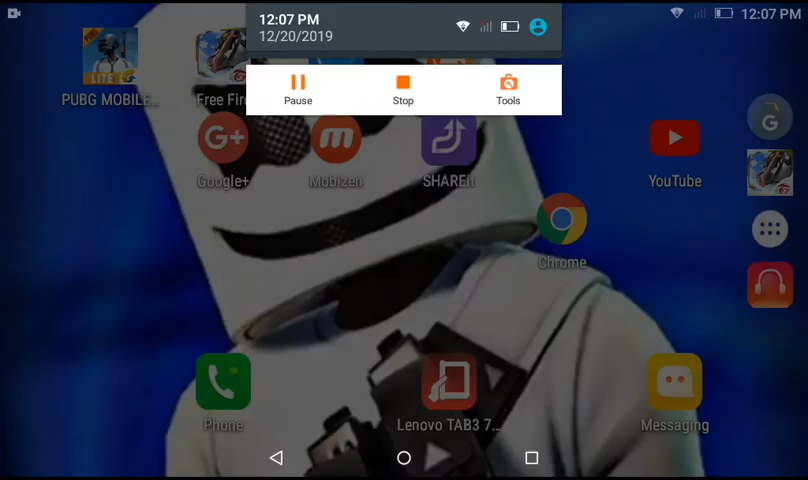 12:07 PM
12/20/2019
12:07 PM
Pause
Stop
Tools
LITE
PUBG MOBILE...
Free Fir
Google+
Mobizen
SHAREit
YouTube
Chrome
Phone
Lenovo TAB3 7...
Messaging